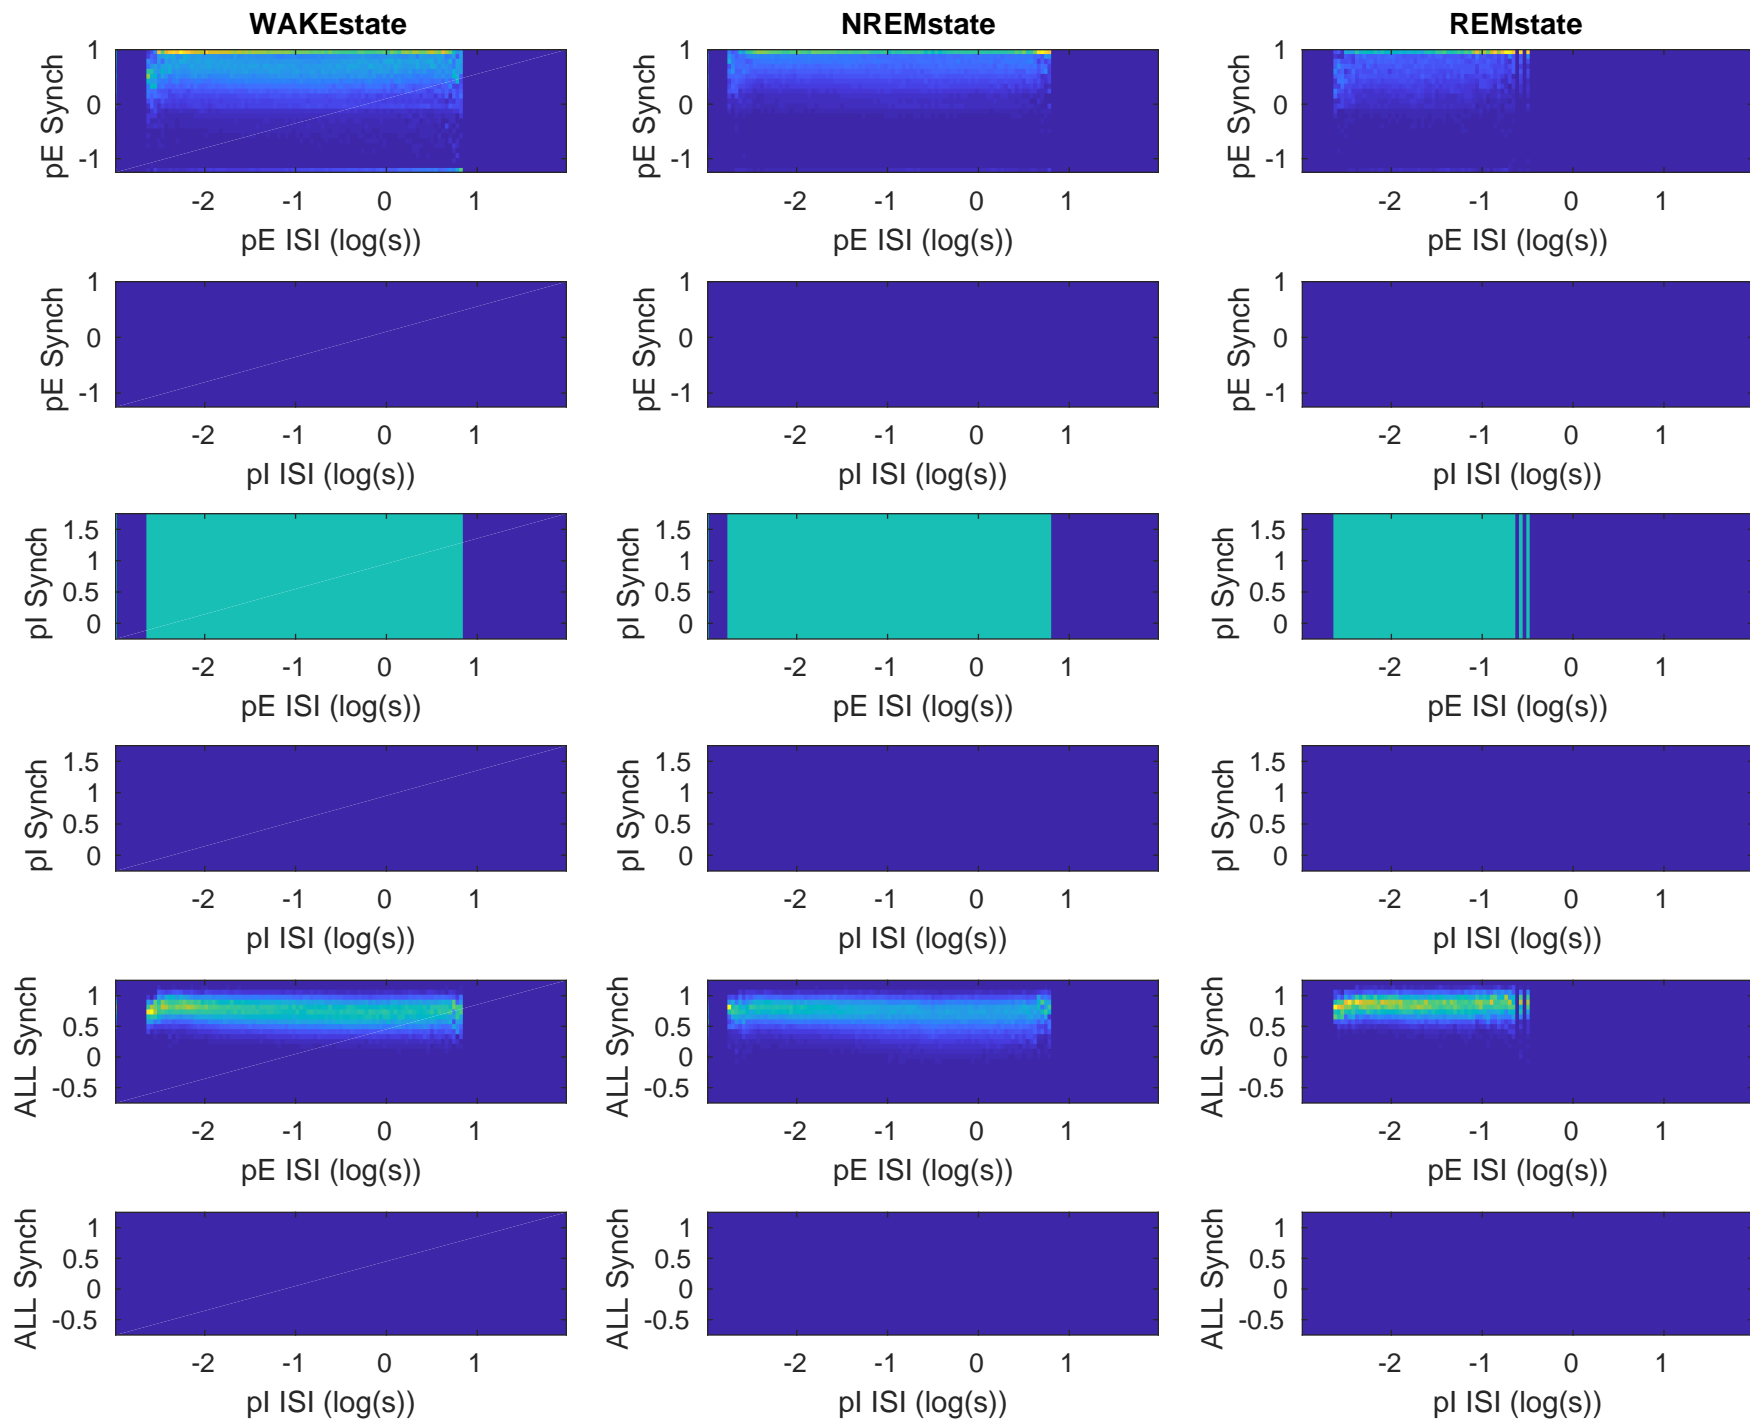 WAKEstate NREMstate REMstate
1 1 1
pE Synch 0 pE Synch 0 pE Synch 0
-1 -1 -1
-2 -1 0 1 -2 -1 0 1 -2 -1 0 1
pE ISI (log(s)) pE ISI (log(s)) pE ISI (log(s))
1 1 1
pE Synch 0 pE Synch 0 pE Synch 0
-1 -1 -1
-2 -1 0 1 -2 -1 0 1 -2 -1 0 1
pI ISI (log(s)) pI ISI (log(s)) pI ISI (log(s))
1.5 1.5 1.5
1 1 1
pI Synch 0.5 pI Synch 0.5 pI Synch 0.5
0 0 0
-2 -1 0 1 -2 -1 0 1 -2 -1 0 1
pE ISI (log(s)) pE ISI (log(s)) pE ISI (log(s))
1.5 1.5 1.5
1 1 1
pI Synch 0.5 pI Synch 0.5 pI Synch 0.5
0 0 0
-2 -1 0 1 -2 -1 0 1 -2 -1 0 1
pI ISI (log(s)) pI ISI (log(s)) pI ISI (log(s))
1 1 1
0.5 0.5 0.5
ALL Synch 0 ALL Synch 0 ALL Synch 0
-0.5 -0.5 -0.5
-2 -1 0 1 -2 -1 0 1 -2 -1 0 1
pE ISI (log(s)) pE ISI (log(s)) pE ISI (log(s))
1 1 1
0.5 0.5 0.5
ALL Synch 0 ALL Synch 0 ALL Synch 0
-0.5 -0.5 -0.5
-2 -1 0 1 -2 -1 0 1 -2 -1 0 1
pI ISI (log(s)) pI ISI (log(s)) pI ISI (log(s))